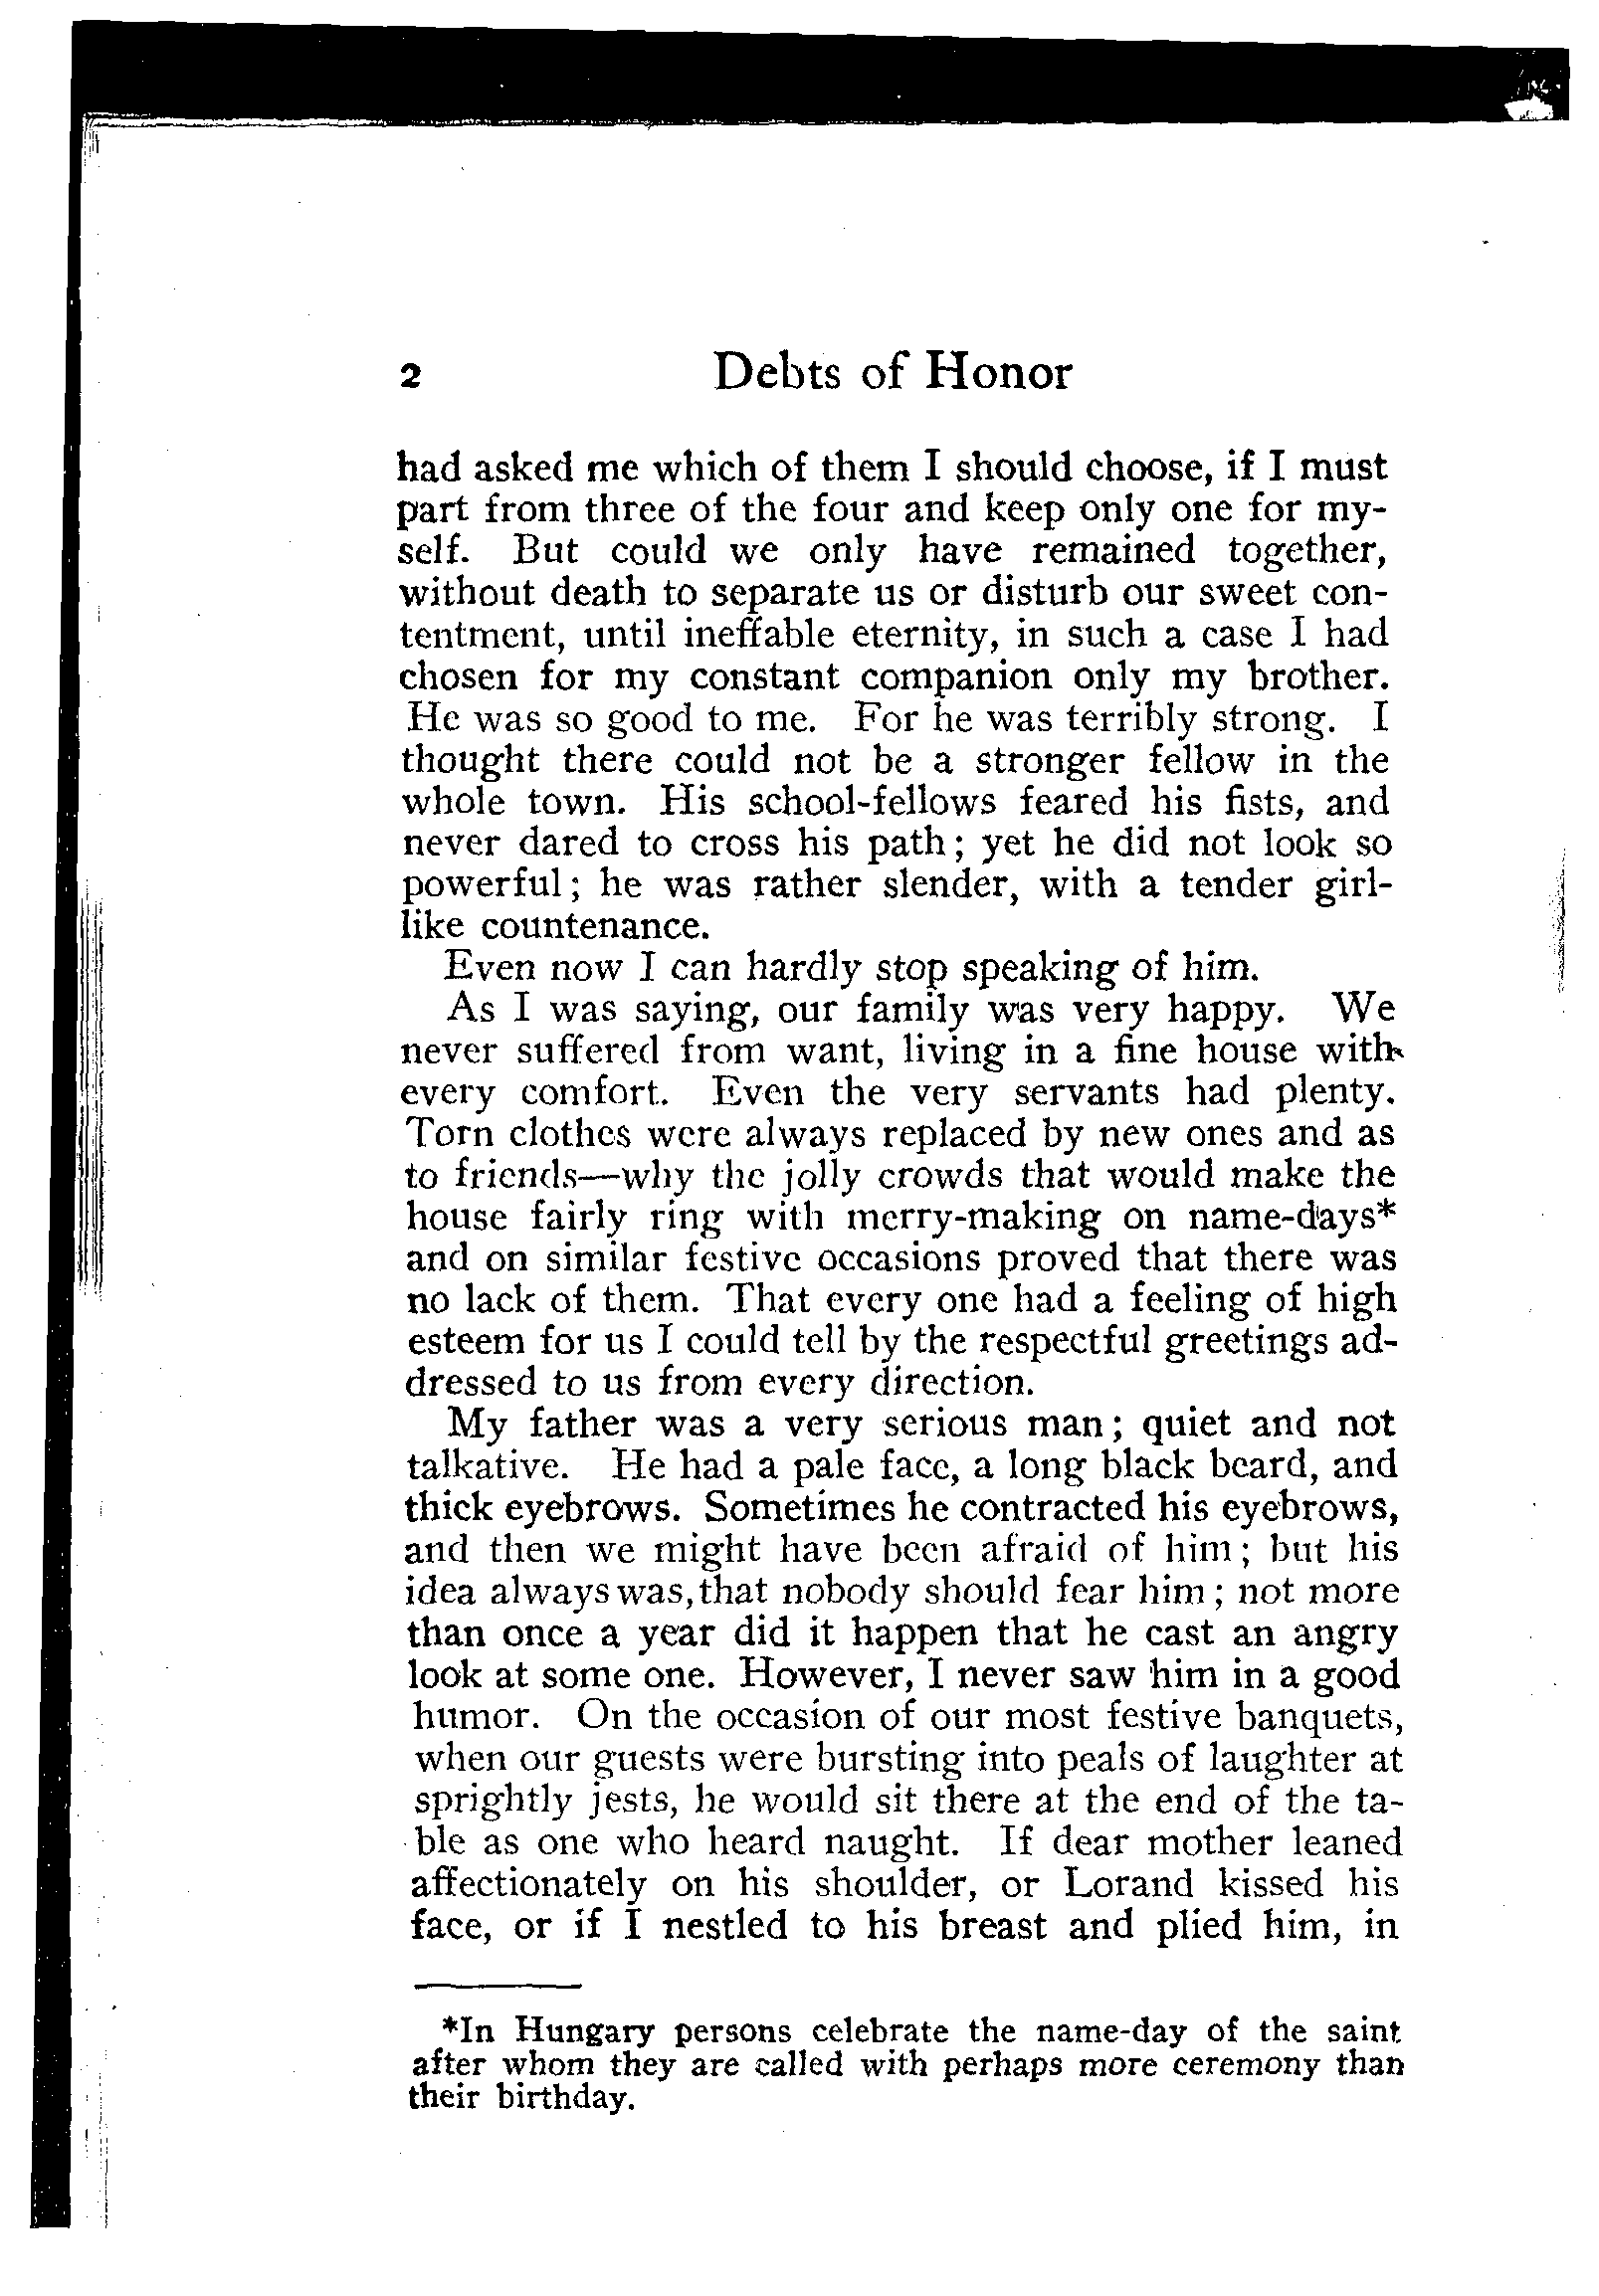 2 Debts of Honor
had asked me which of them I should choose, if I must
part from three of the four and keep only one for my-
self. But could we only have remained together,
without death to separate us or disturb our sweet con-
tentment, until ineffable eternity, in such a case I had
chosen for my constant companion only my brother.
He was so good to me. For he was terribly strong. I
thought there could not be a stronger fellow in the
whole town. His school-fellows feared his fists, and
never dared to cross his path; yet he did not look so
powerful; he was rather slender, with a tender girl-
like countenance.
Even now I can hardly stop speaking of him.
As I was saying, our family was very happy. We
never suffered from want, living in a fine house with
every comfort. Even the very servants had plenty.
Torn clothes were always replaced by new ones and as
to friends—why the jolly crowds that would make the
house fairly ring with merry-making on name-days*
and on similar festive occasions proved that there was
no lack of them. That every one had a feeling of high
esteem for us I could tell by the respectful greetings ad-
dressed to us from every direction.
My father was a very serious man; quiet and not
talkative. He had a pale face, a long black beard, and
thick eyebrows. Sometimes he contracted his eyebrows,
and then we might have been afraid of him; but his
idea always was, that nobody should fear him; not more
than once a year did it happen that he cast an angry
look at some one. However, I never saw him in a good
humor. On the occasion of our most festive banquets,
when our guests were bursting into peals of laughter at
sprightly jests, he would sit there at the end of the ta-
ble as one who heard naught. If dear mother leaned
affectionately on his shoulder, or Lorand kissed his
face, or if I nestled to his breast and plied him, in
*In Hungary persons celebrate the name-day of the saint
after whom they are called with perhaps more ceremony than
their birthday.